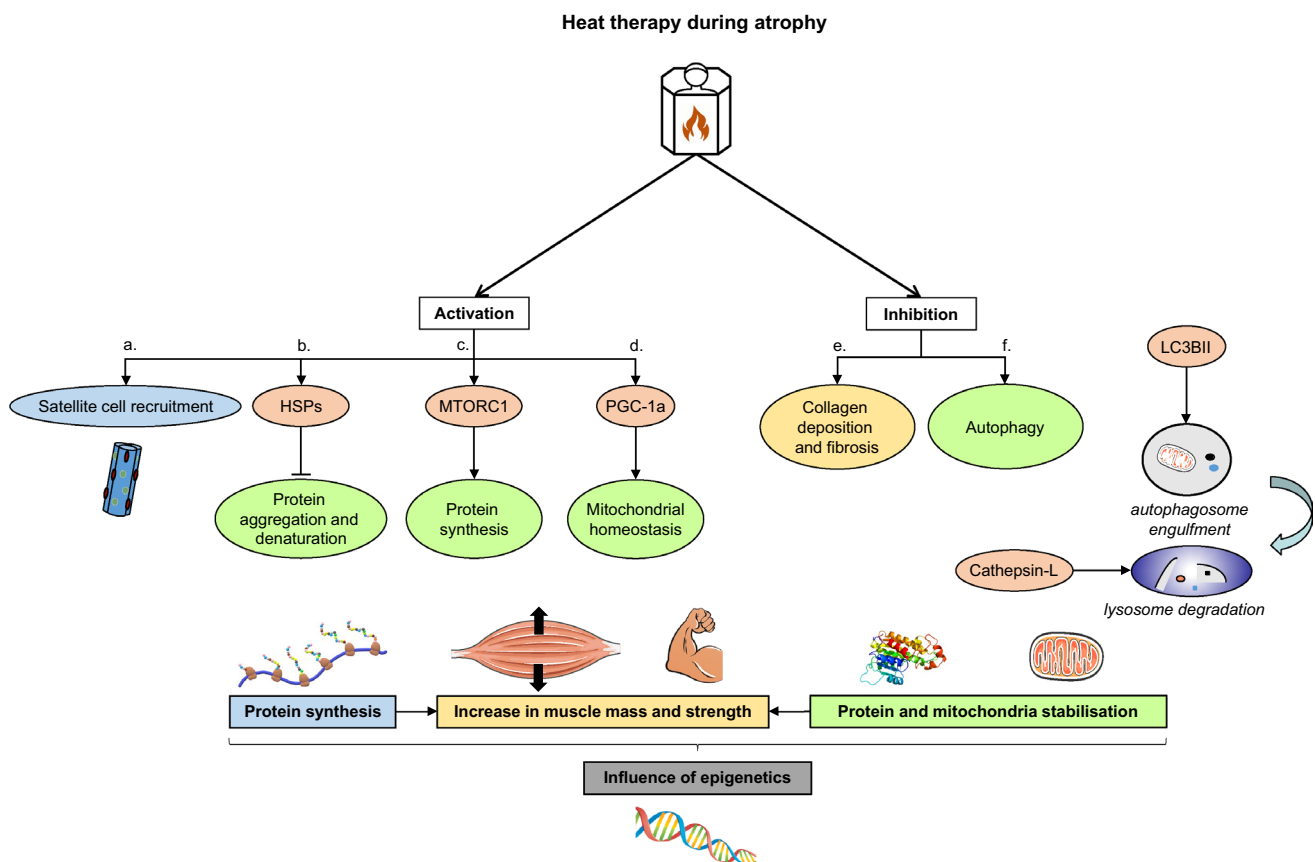 Heat therapy during atrophy
Activation
Inhibition
a.
b.
c.
d.
e.
f.
LC3BII
Satellite cell recruitment
HSPs
MTORC1
PGC-1a
Collagen
deposition
and fibrosis
Autophagy
Protein
aggregation and
denaturation
Protein
synthesis
Mitochondrial
homeostasis
autophagosome
engulfment
Cathepsin-L
lysosome degradation
Protein synthesis
Increase in muscle mass and strength
Protein and mitochondria stabilisation
Influence of epigenetics